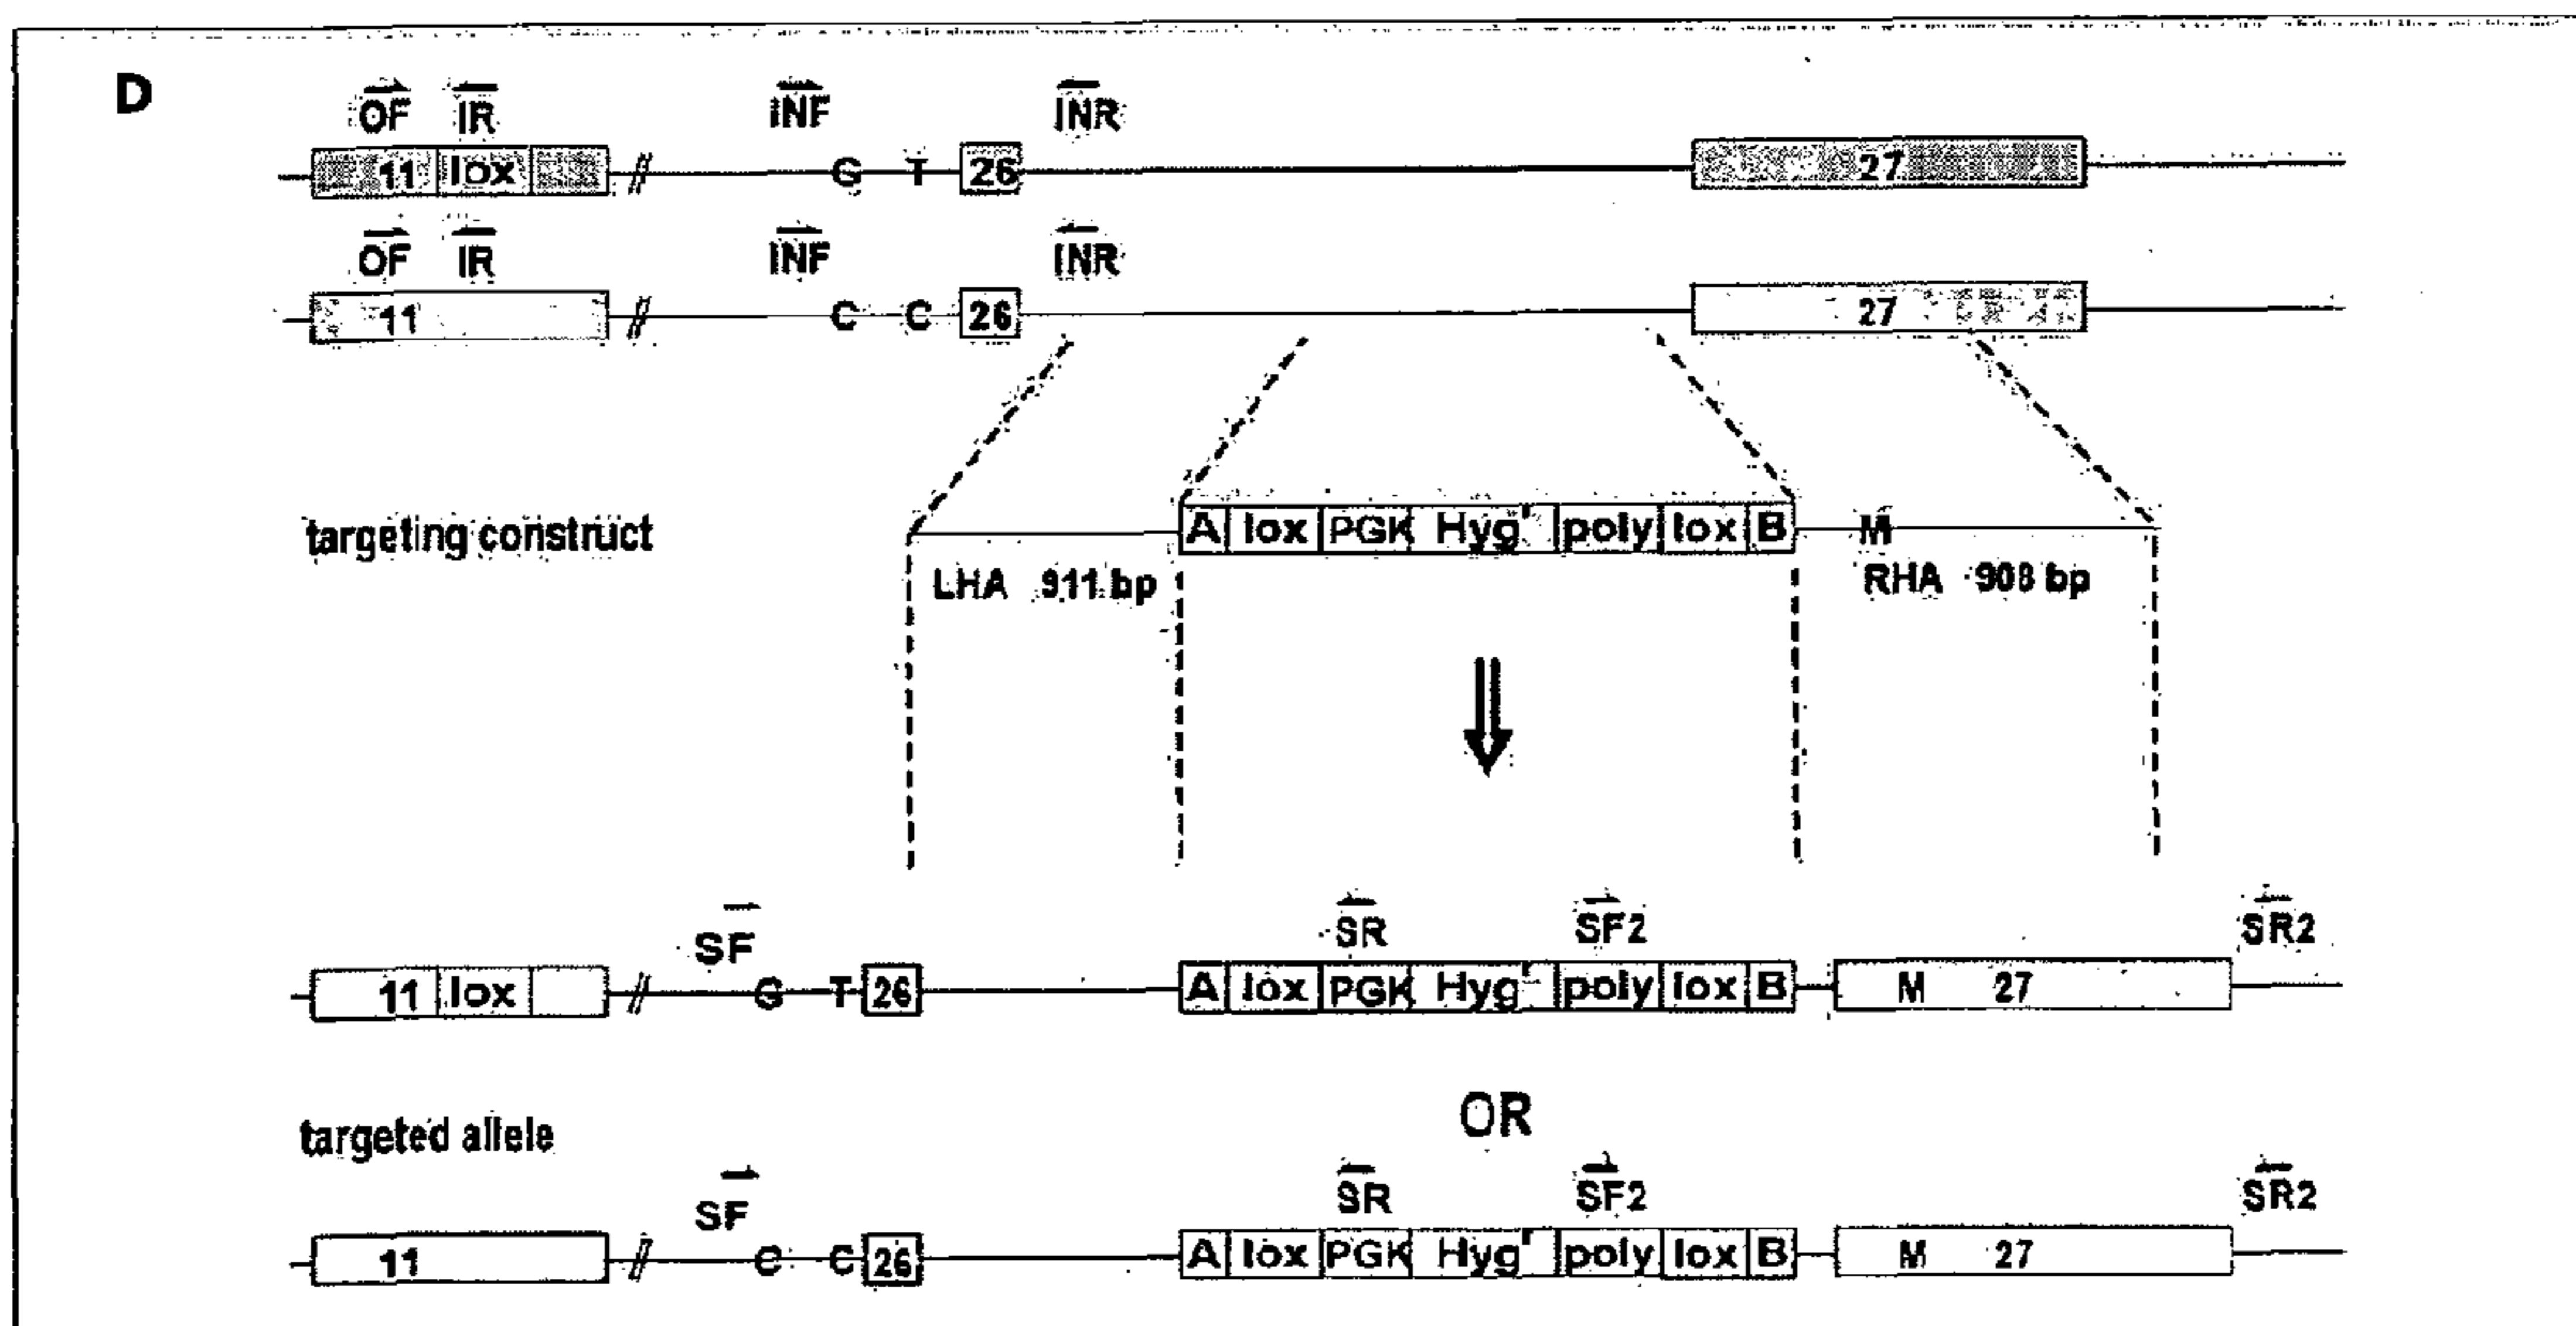 D
OF IR INF INR
11 lox // G T 26 27
OF IR INF INR
11 // C C 26 27
targeting construct A lox PGK Hygʳ poly lox B M
LHA 911 bp RHA 908 bp
SF SR SF2 SR2
11 lox // G T 26 A lox PGK Hygʳ poly lox B M 27
OR
targeted allele
SF SR SF2 SR2
11 // C C 26 A lox PGK Hygʳ poly lox B M 27